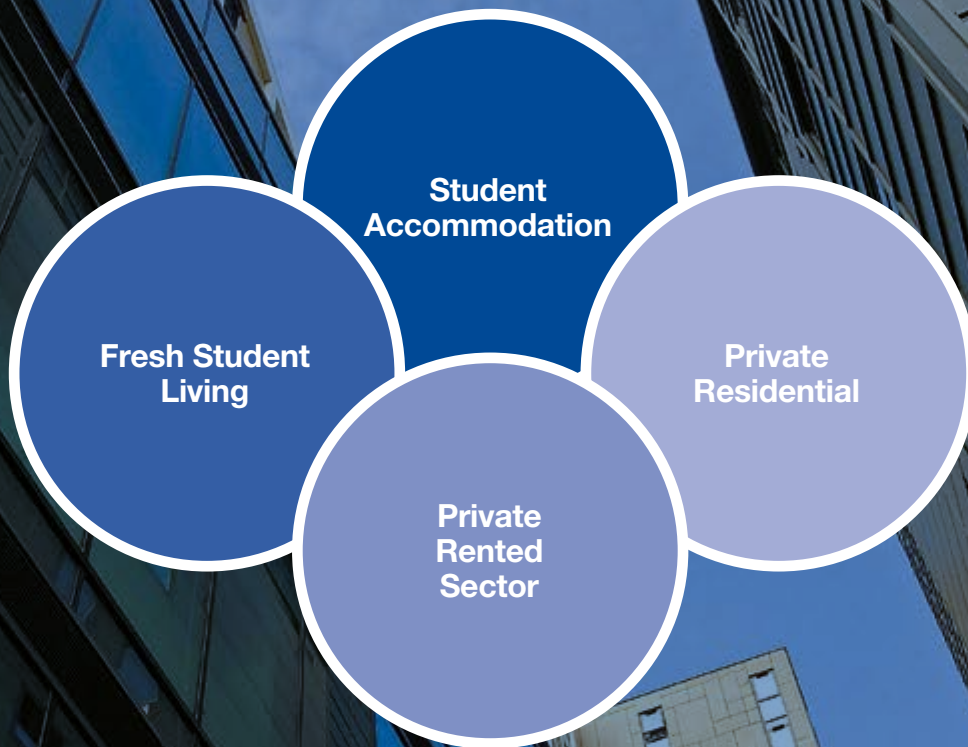 Student
Accommodation
Fresh Student
Living
Private
Residential
Private
Rented
Sector